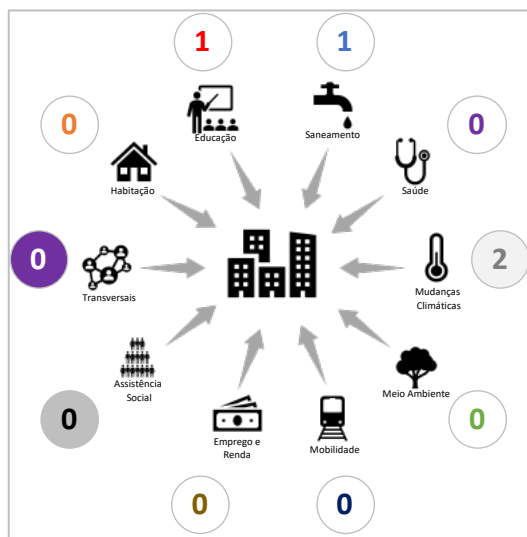 1
1
Educação
Saneamento
0
0
Habitação
Saúde
0
Transversais
2
Mudanças
Climáticas
Assistência
Social
Meio Ambiente
0
0
Emprego e
Renda
Mobilidade
0
0